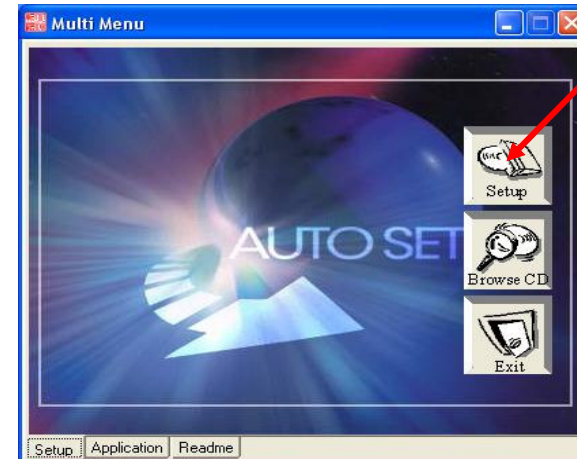 Multi Menu
Setup
AUTO SET
Browse CD
Exit
Setup Application Readme